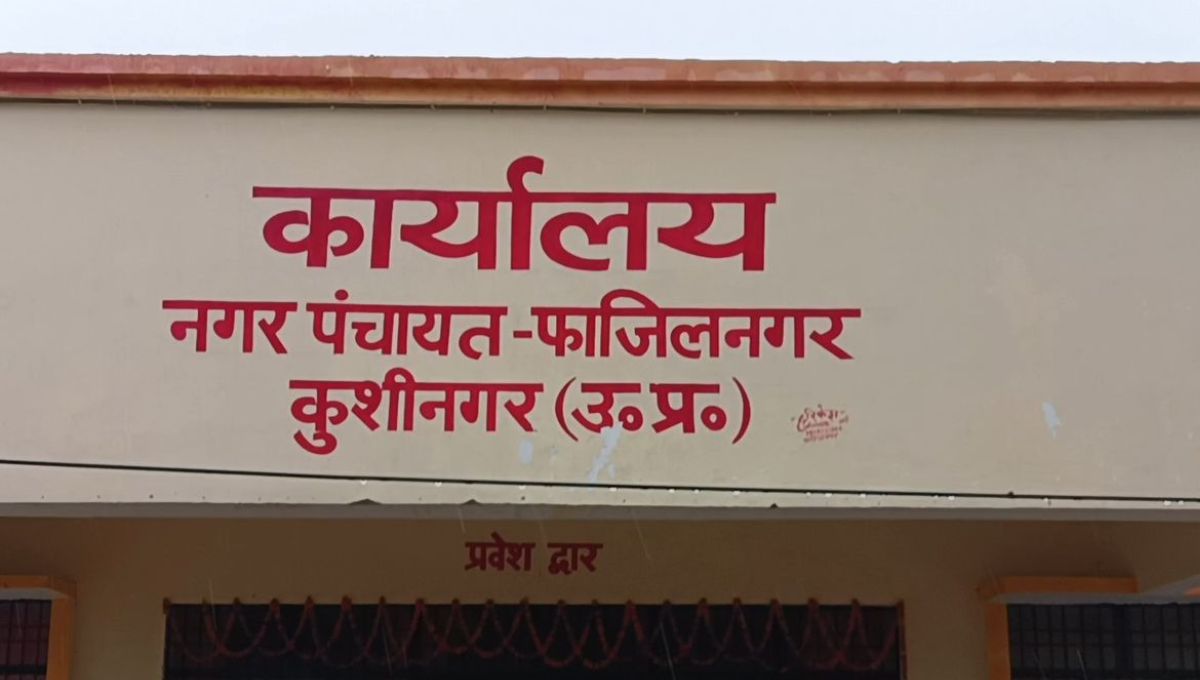 कार्यालय
नगर पंचायत-फाजिलनगर
कुशीनगर (उ॰प्र॰)
प्रवेश द्वार